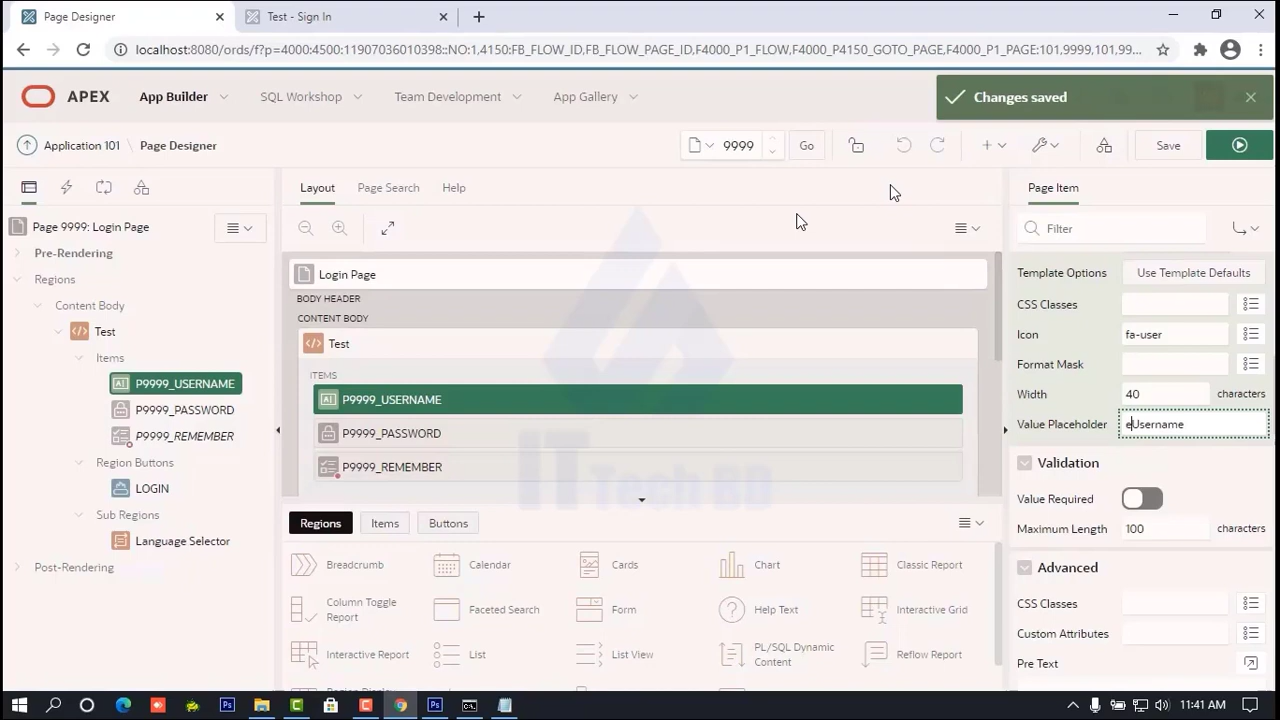 Page Designer
Test - Sign In
localhost:8080/ords/f?p=4000:4500:11907036010398::NO:1,4150:FB_FLOW_ID,FB_FLOW_PAGE_ID,F4000_P1_FLOW,F4000_P4150_GOTO_PAGE,F4000_P1_PAGE:101,9999,101,99...
APEX
App Builder
SQL Workshop
Team Development
App Gallery
Changes saved
Application 101
Page Designer
9999
Go
Save
Layout
Page Search
Help
Page Item
Page 9999: Login Page
Pre-Rendering
Regions
Content Body
Test
Items
P9999_USERNAME
P9999_PASSWORD
P9999_REMEMBER
Region Buttons
LOGIN
Sub Regions
Language Selector
Post-Rendering
Login Page
BODY HEADER
CONTENT BODY
Test
ITEMS
P9999_USERNAME
P9999_PASSWORD
P9999_REMEMBER
IT Tech BD
Regions
Items
Buttons
Breadcrumb
Calendar
Cards
Chart
Classic Report
Column Toggle
Report
Faceted Search
Form
Help Text
Interactive Grid
Interactive Report
List
List View
PL/SQL Dynamic
Content
Reflow Report
Filter
Template Options
Use Template Defaults
CSS Classes
Icon
fa-user
Format Mask
Width
40
characters
Value Placeholder
eUsername
Validation
Value Required
Maximum Length
100
characters
Advanced
CSS Classes
Custom Attributes
Pre Text
11:41 AM